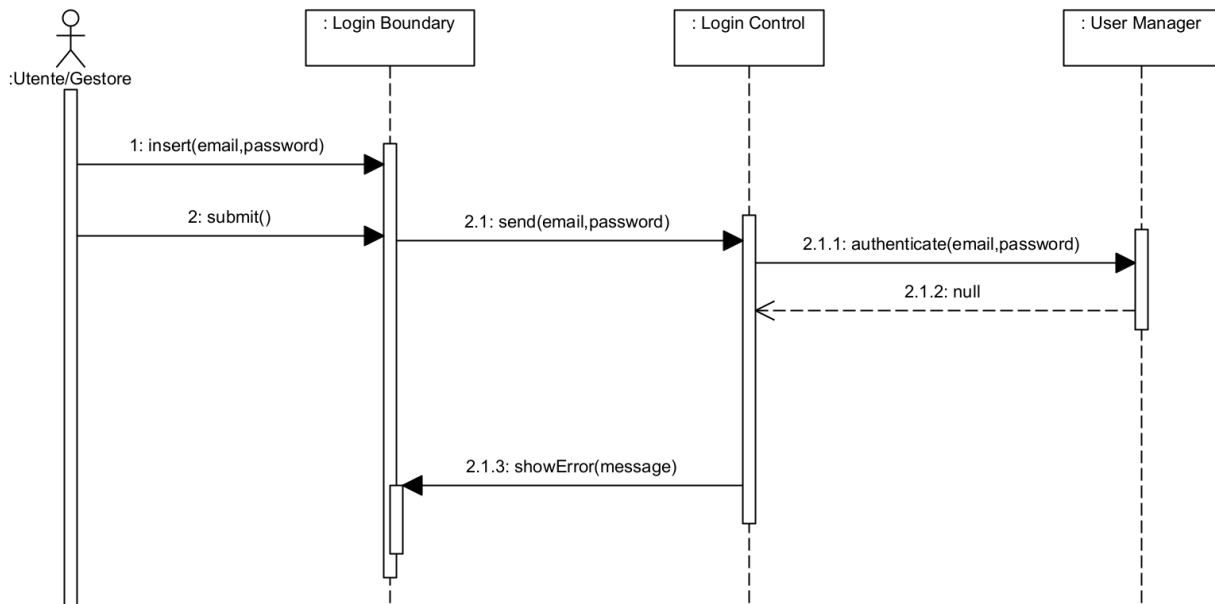 : Login Boundary
: Login Control
: User Manager
:Utente/Gestore
1: insert(email,password)
2: submit()
2.1: send(email,password)
2.1.1: authenticate(email,password)
2.1.2: null
2.1.3: showError(message)